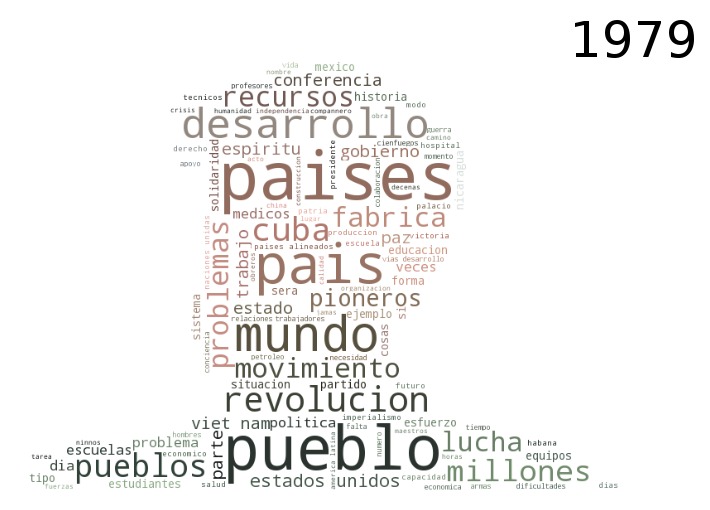 1979
vida
mexico
nombre
conferencia
profesores
tecnicos
recursos
historia
crisis
humanidad
independencia
compannero
modo
desarrollo
obra
guerra
camino
derecho
espiritu
cienfuegos
gobierno
hospital
apoyo
acto
momento
solidaridad
paises
construccion
presidente
colaboracion
decenas
nicaragua
china
patria
palacio
medicos
lugar
fabrica
naciones unidas
problemas
cuba
produccion
paz
victoria
trabajo
paises alineados
escuela
educacion
obreros
pais
calidad
vias desarrollo
veces
sera
organizacion
forma
sistema
estado
pioneros
si
relaciones
trabajadores
lamas
ejemplo
conciencia
mundo
cosas
petroleo
necesidad
movimiento
situacion
partido
futuro
revolucion
viet nam
politica
imperialismo
falta
esfuerzo
tiempo
ninnos
hombres
maestros
habana
escuelas
problema
parte
pueblo
numero
lucha
tarea
economico
america latina
horas
equipos
dia
pueblos
millones
tipo
estudiantes
salud
estados unidos
capacidad
fuerzas
economica
armas
dificultades
dias